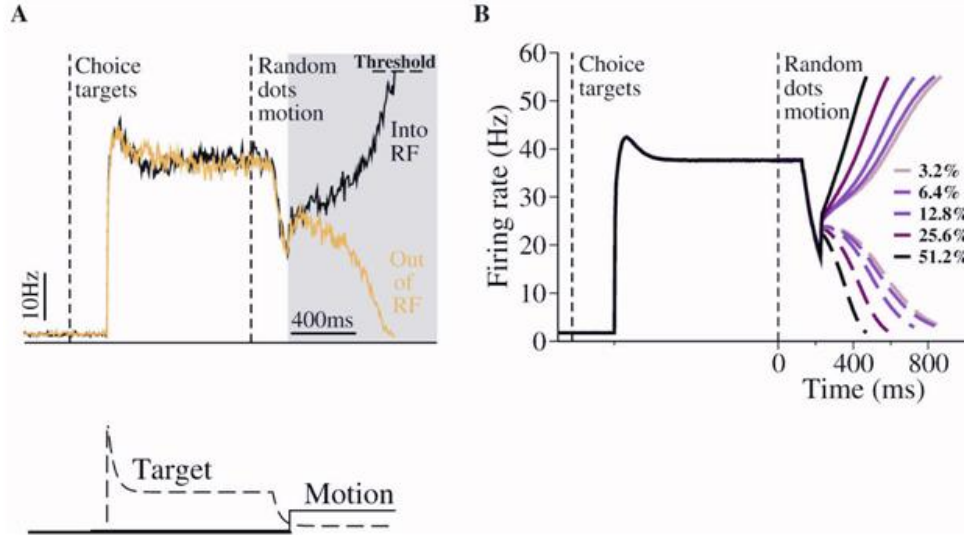 A
Choice
targets
Random
dots
motion
Threshold
Into
RF
Out
of
RF
10Hz
400ms
Target
Motion
B
Firing rate (Hz)
60
50
40
30
20
10
0
Choice
targets
Random
dots
motion
3.2%
6.4%
12.8%
25.6%
51.2%
0 400 800
Time (ms)